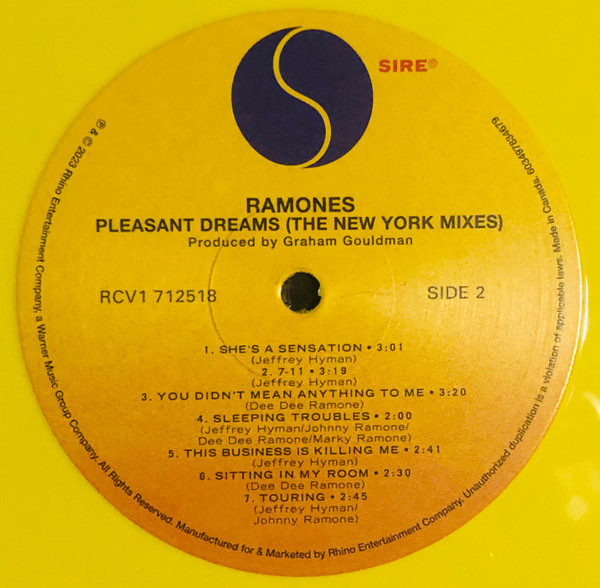 SIRE®
RAMONES
PLEASANT DREAMS (THE NEW YORK MIXES)
Produced by Graham Gouldman
RCV1 712518
SIDE 2
1. SHE'S A SENSATION • 3:01
(Jeffrey Hyman)
2. 7-11 • 3:19
(Jeffrey Hyman)
3. YOU DIDN'T MEAN ANYTHING TO ME • 3:20
(Dee Dee Ramone)
4. SLEEPING TROUBLES • 2:00
(Jeffrey Hyman/Johnny Ramone/
Dee Dee Ramone/Marky Ramone)
5. THIS BUSINESS IS KILLING ME • 2:41
(Jeffrey Hyman)
6. SITTING IN MY ROOM • 2:30
(Dee Dee Ramone)
7. TOURING • 2:45
(Jeffrey Hyman/
Johnny Ramone)
℗ & © 2023 Rhino Entertainment Company, a Warner Music Group Company. All Rights Reserved. Manufactured for & Marketed by Rhino Entertainment Company. Unauthorized duplication is a violation of applicable laws. Made in Canada. 603497834679